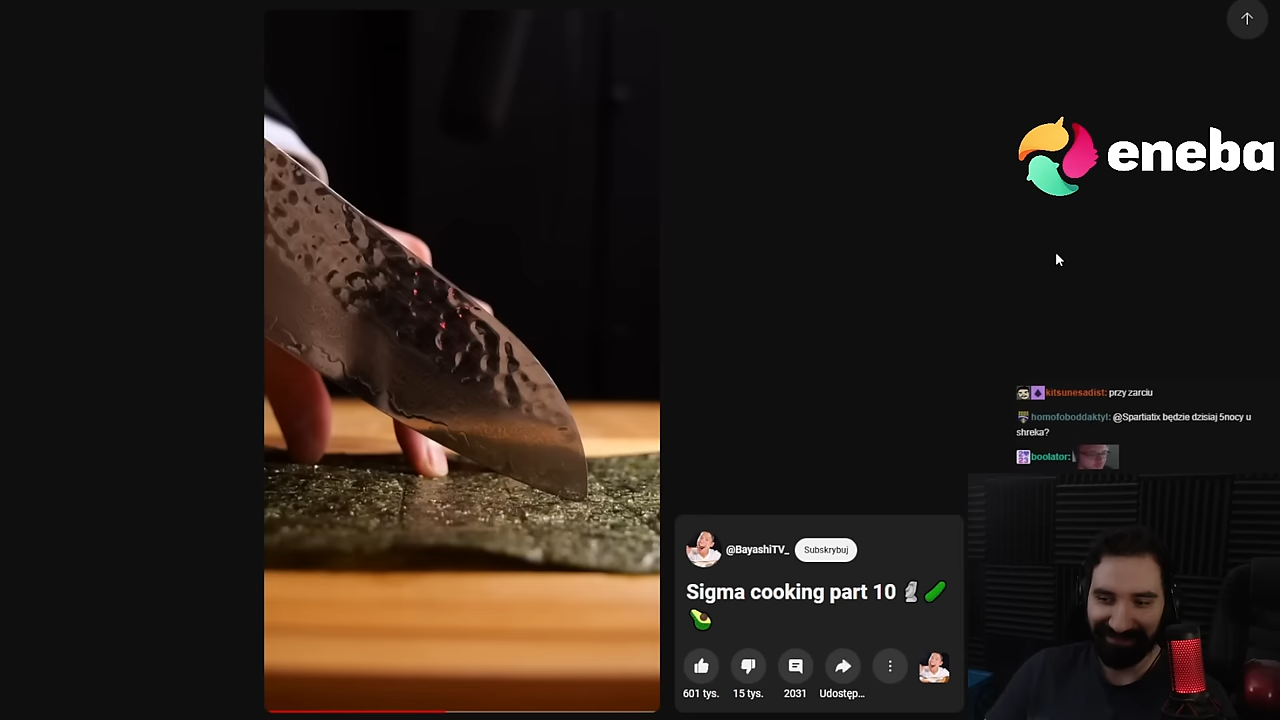 eneba
kitsunesadist: przy zarciu
homofoboddaktyl: @Spartiatix będzie dzisiaj 5nocy u
shreka?
boolator:
@BayashiTV_
Subskrybuj
Sigma cooking part 10 🗿🥒
🥑
601 tys.
15 tys.
2031
Udostęp...